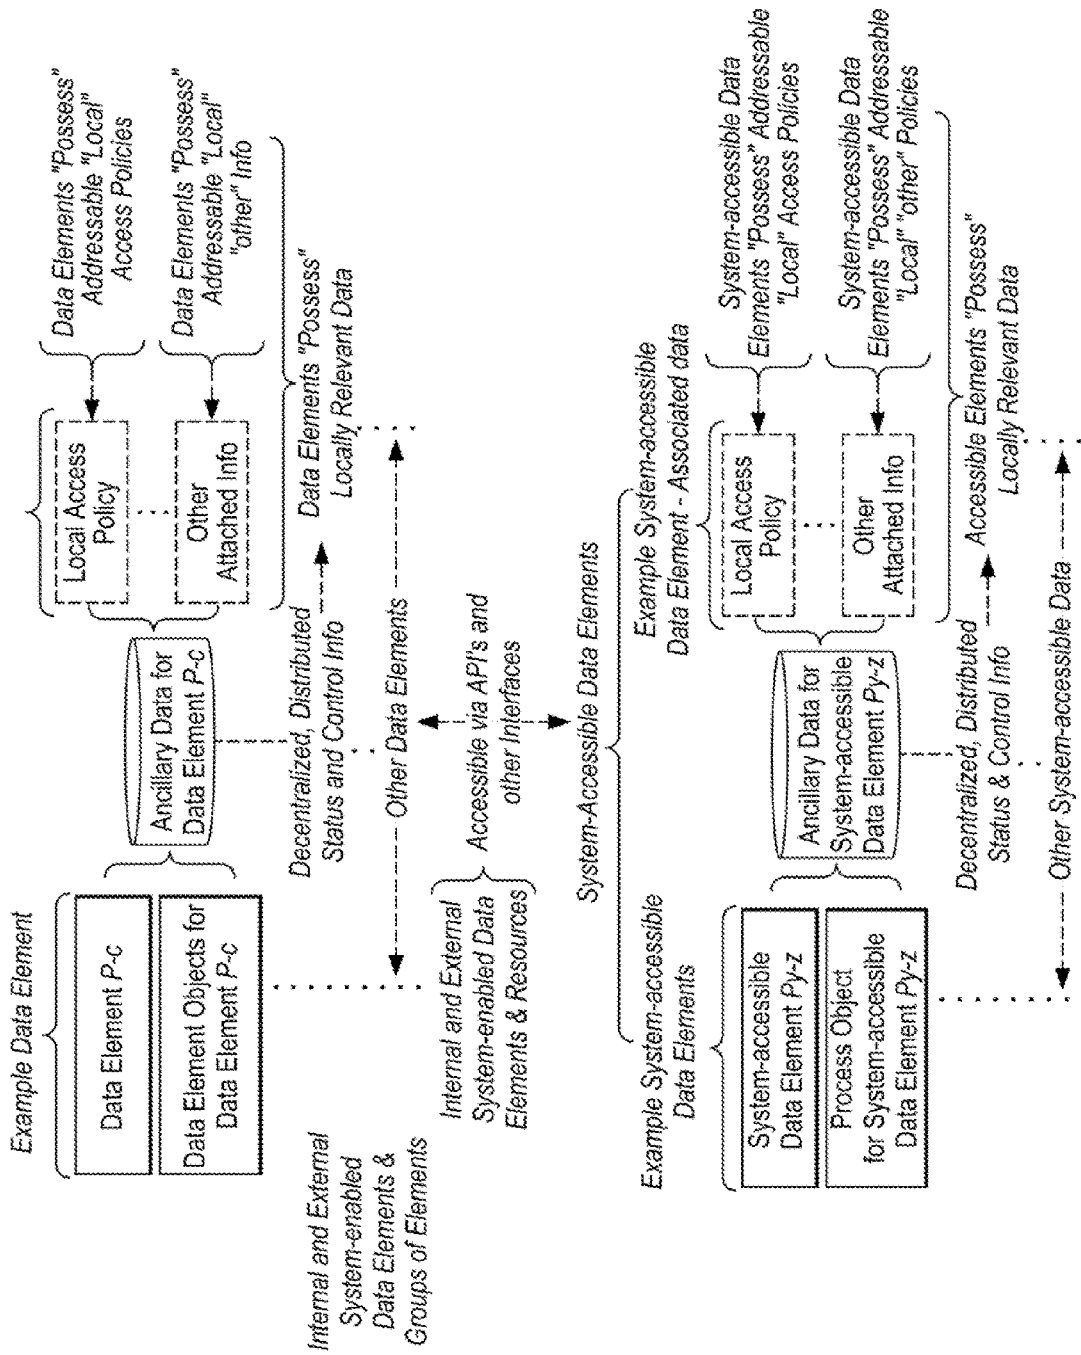 Example Data Element
Data Element P-c
Data Element Objects for
Data Element P-c
Ancillary Data for
Data Element P-c
Local Access
Policy
Other
Attached Info
Data Elements "Possess"
Addressable "Local"
Access Policies
Data Elements "Possess"
Addressable "Local"
"other" Info
Internal and External
System-enabled
Data Elements &
Groups of Elements
Decentralized, Distributed
Status and Control Info
Data Elements "Possess"
Locally Relevant Data
Other Data Elements
Internal and External
System-enabled Data
Elements & Resources
Accessible via API's and
other Interfaces
System-Accessible Data Elements
Example System-accessible
Data Elements
Example System-accessible
Data Element - Associated data
System-accessible
Data Element Py-z
Process Object
for System-accessible
Data Element Py-z
Ancillary Data for
System-accessible
Data Element Py-z
Local Access
Policy
Other
Attached Info
System-accessible Data
Elements "Possess" Addressable
"Local" Access Policies
System-accessible Data
Elements "Possess" Addressable
"Local" "other" Policies
Decentralized, Distributed
Status & Control Info
Accessible Elements "Possess"
Locally Relevant Data
Other System-accessible Data